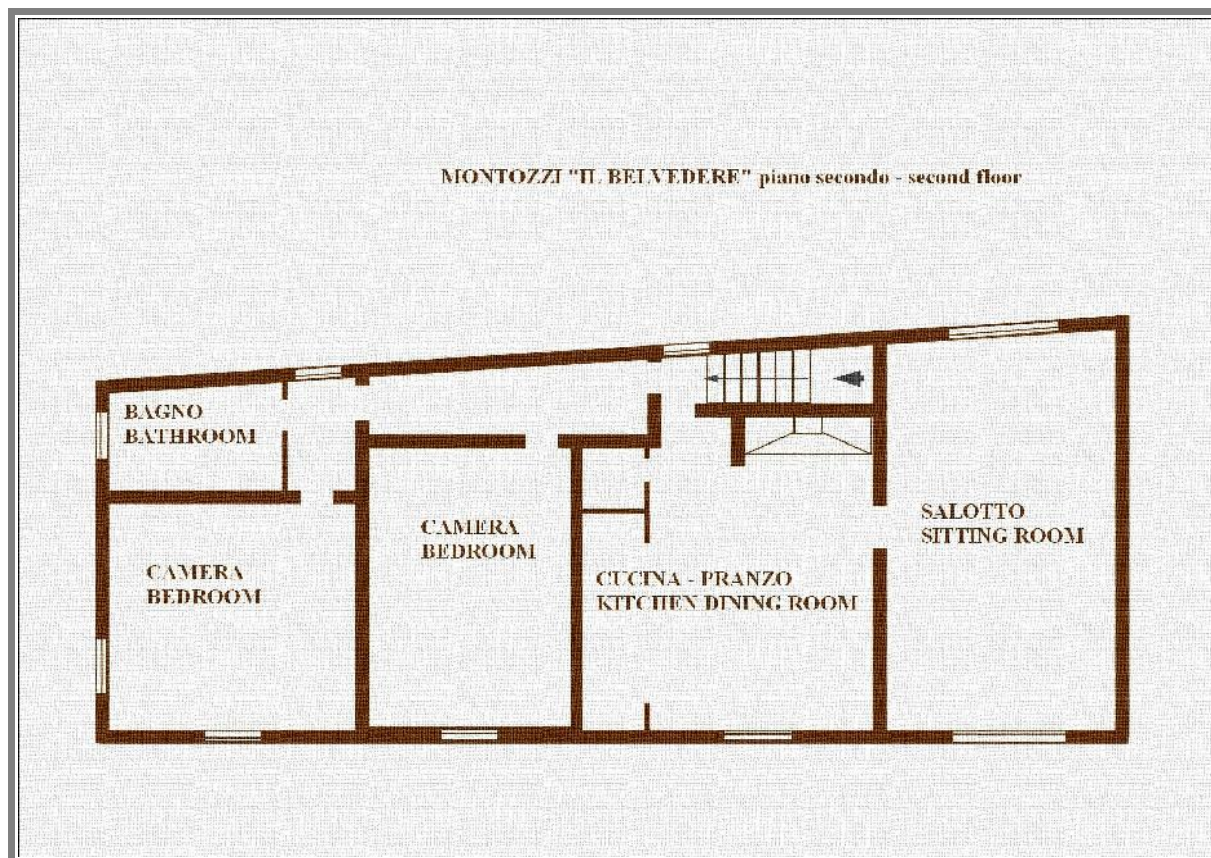 MONTOZZI "IL BELVEDERE" piano secondo - second floor
BAGNO
BATHROOM
CAMERA
BEDROOM
CAMERA
BEDROOM
CUCINA - PRANZO
KITCHEN DINING ROOM
SALOTTO
SITTING ROOM